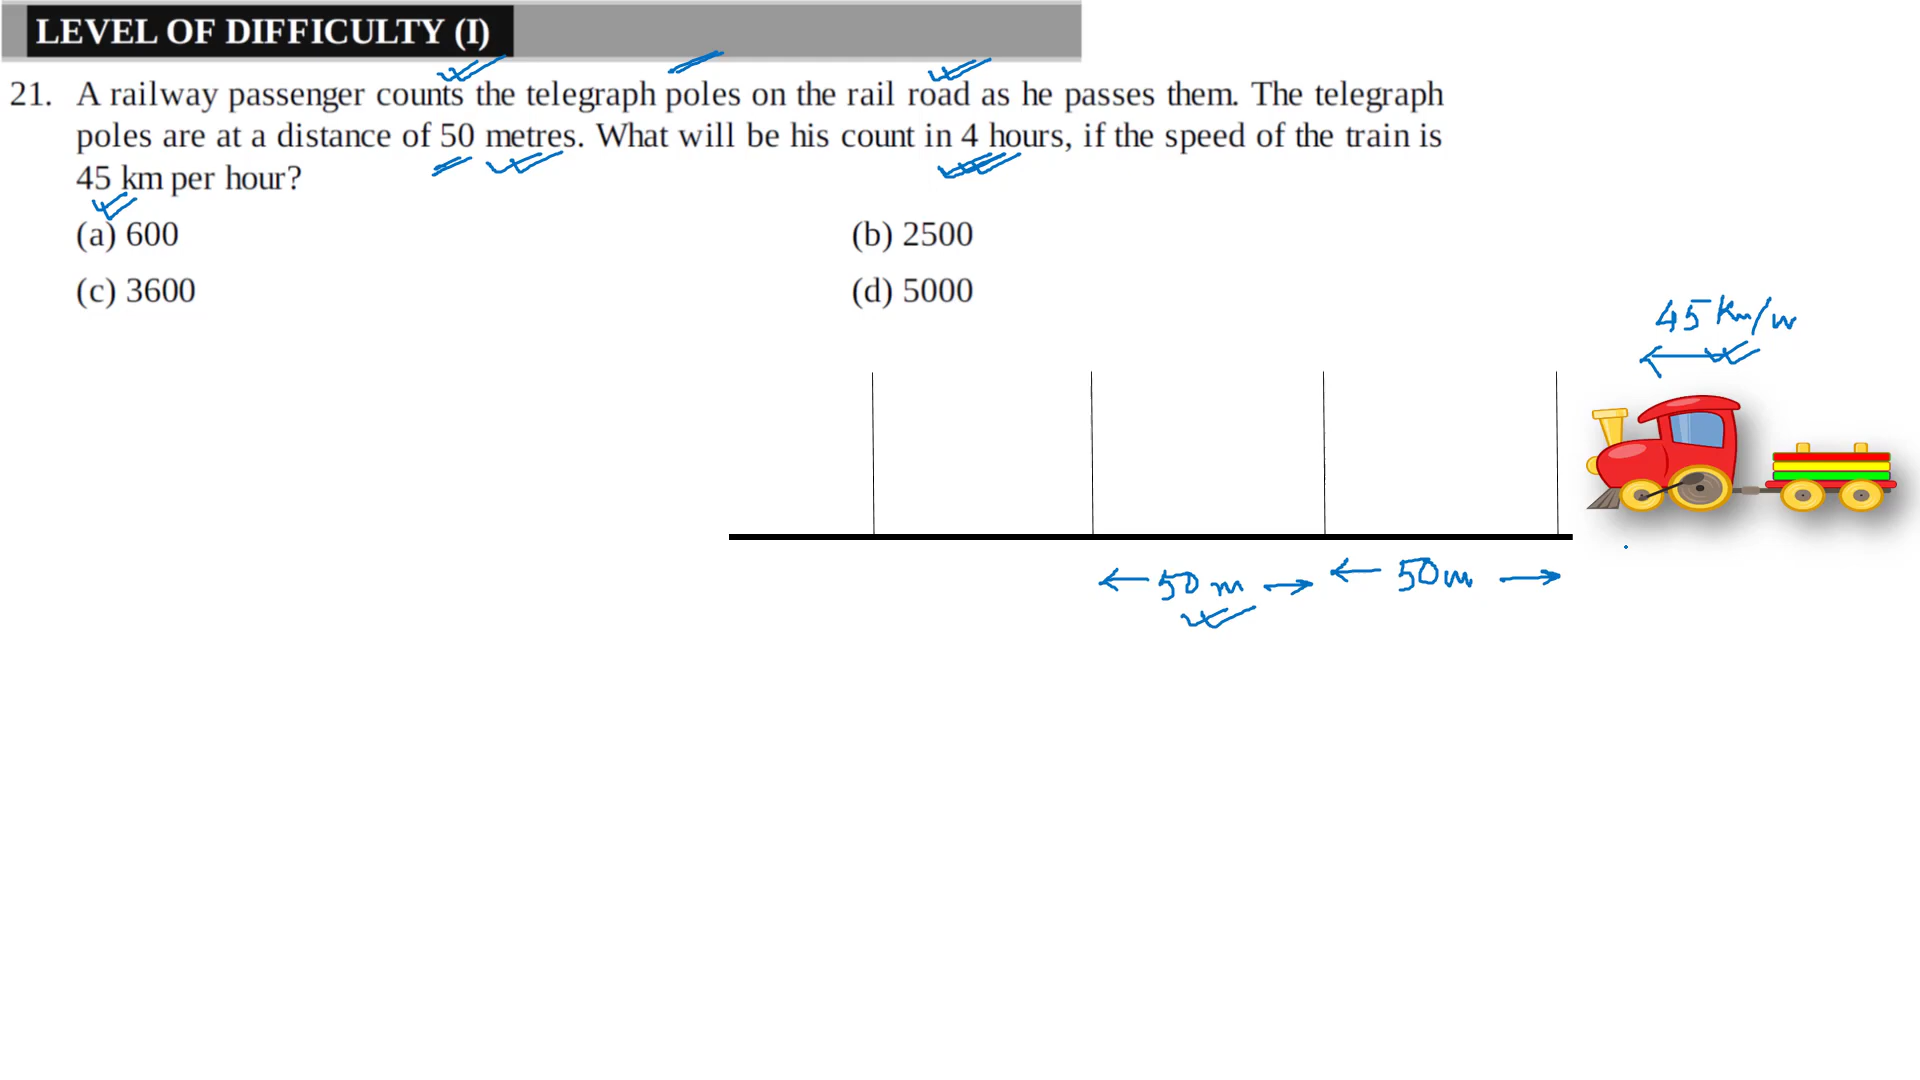 LEVEL OF DIFFICULTY (I)
21. A railway passenger counts the telegraph poles on the rail road as he passes them. The telegraph
poles are at a distance of 50 metres. What will be his count in 4 hours, if the speed of the train is
45 km per hour?
(a) 600 (b) 2500
(c) 3600 (d) 5000
45 Km/
50 m 50m